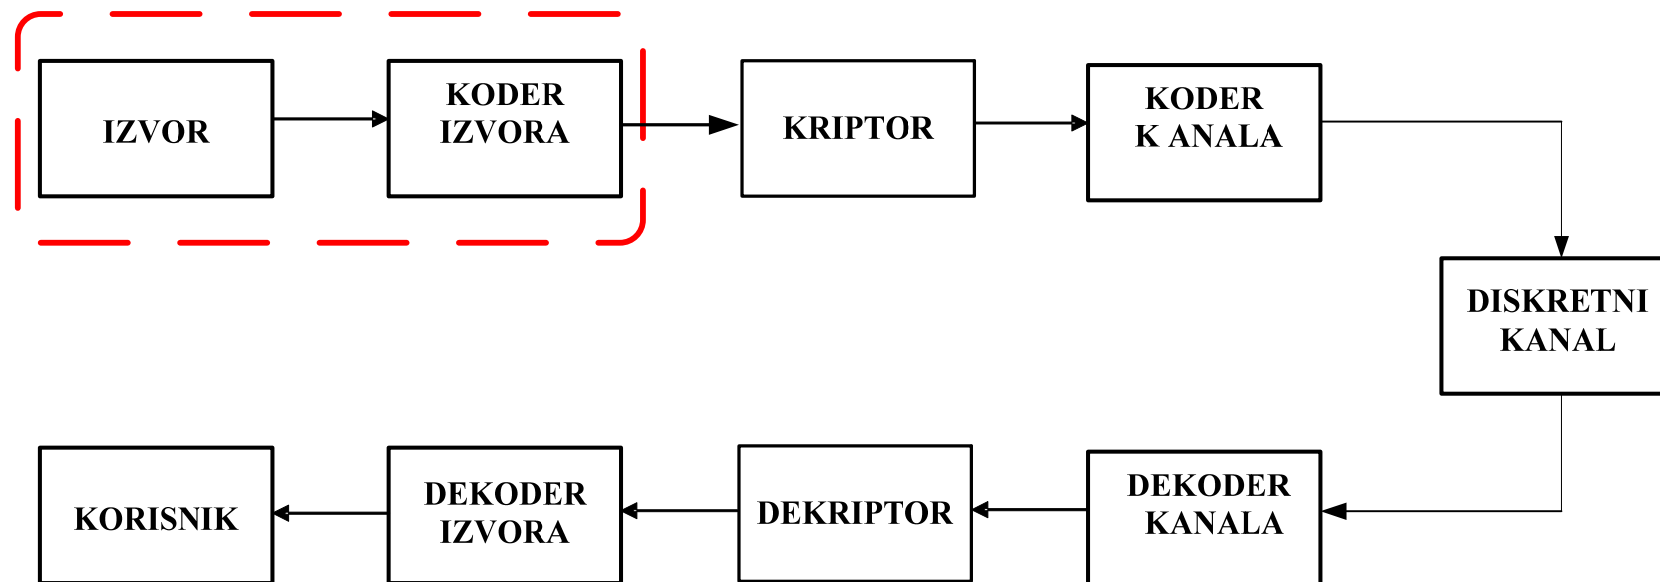 IZVOR
KODER
IZVORA
KRIPTOR
KODER
K ANALA
DISKRETNI
KANAL
KORISNIK
DEKODER
IZVORA
DEKRIPTOR
DEKODER
KANALA